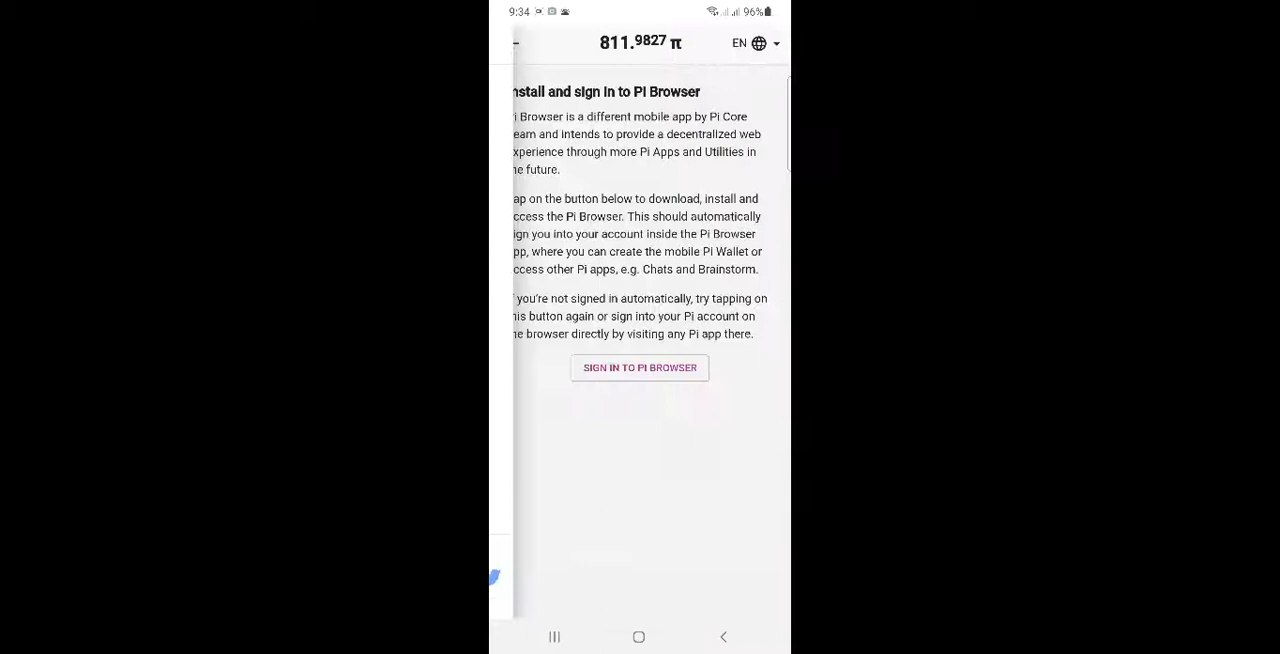 9:34 96%
811.9827 π EN
nstall and sign in to Pi Browser
i Browser is a different mobile app by Pi Core
eam and intends to provide a decentralized web
xperience through more Pi Apps and Utilities in
he future.
ap on the button below to download, install and
ccess the Pi Browser. This should automatically
ign you into your account inside the Pi Browser
pp, where you can create the mobile Pi Wallet or
ccess other Pi apps, e.g. Chats and Brainstorm.
f you're not signed in automatically, try tapping on
his button again or sign into your Pi account on
he browser directly by visiting any Pi app there.
SIGN IN TO PI BROWSER